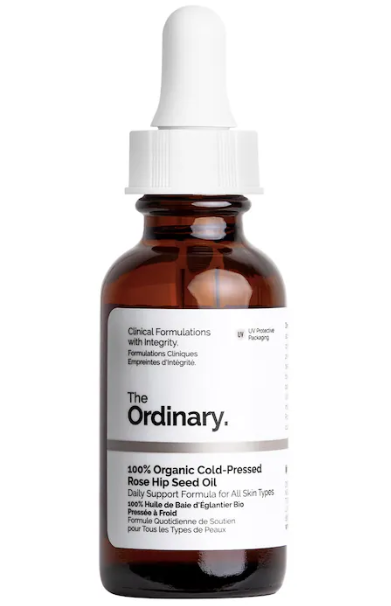 Clinical Formulations
with Integrity.
Formulations Cliniques
Empreintes d'Intégrité.
UV
UV Protective
Packaging
The
Ordinary.
100% Organic Cold-Pressed
Rose Hip Seed Oil
Daily Support Formula for All Skin Types
100% Huile de Baie d'Églantier Bio
Pressée à Froid
Formule Quotidienne de Soutien
pour Tous les Types de Peaux